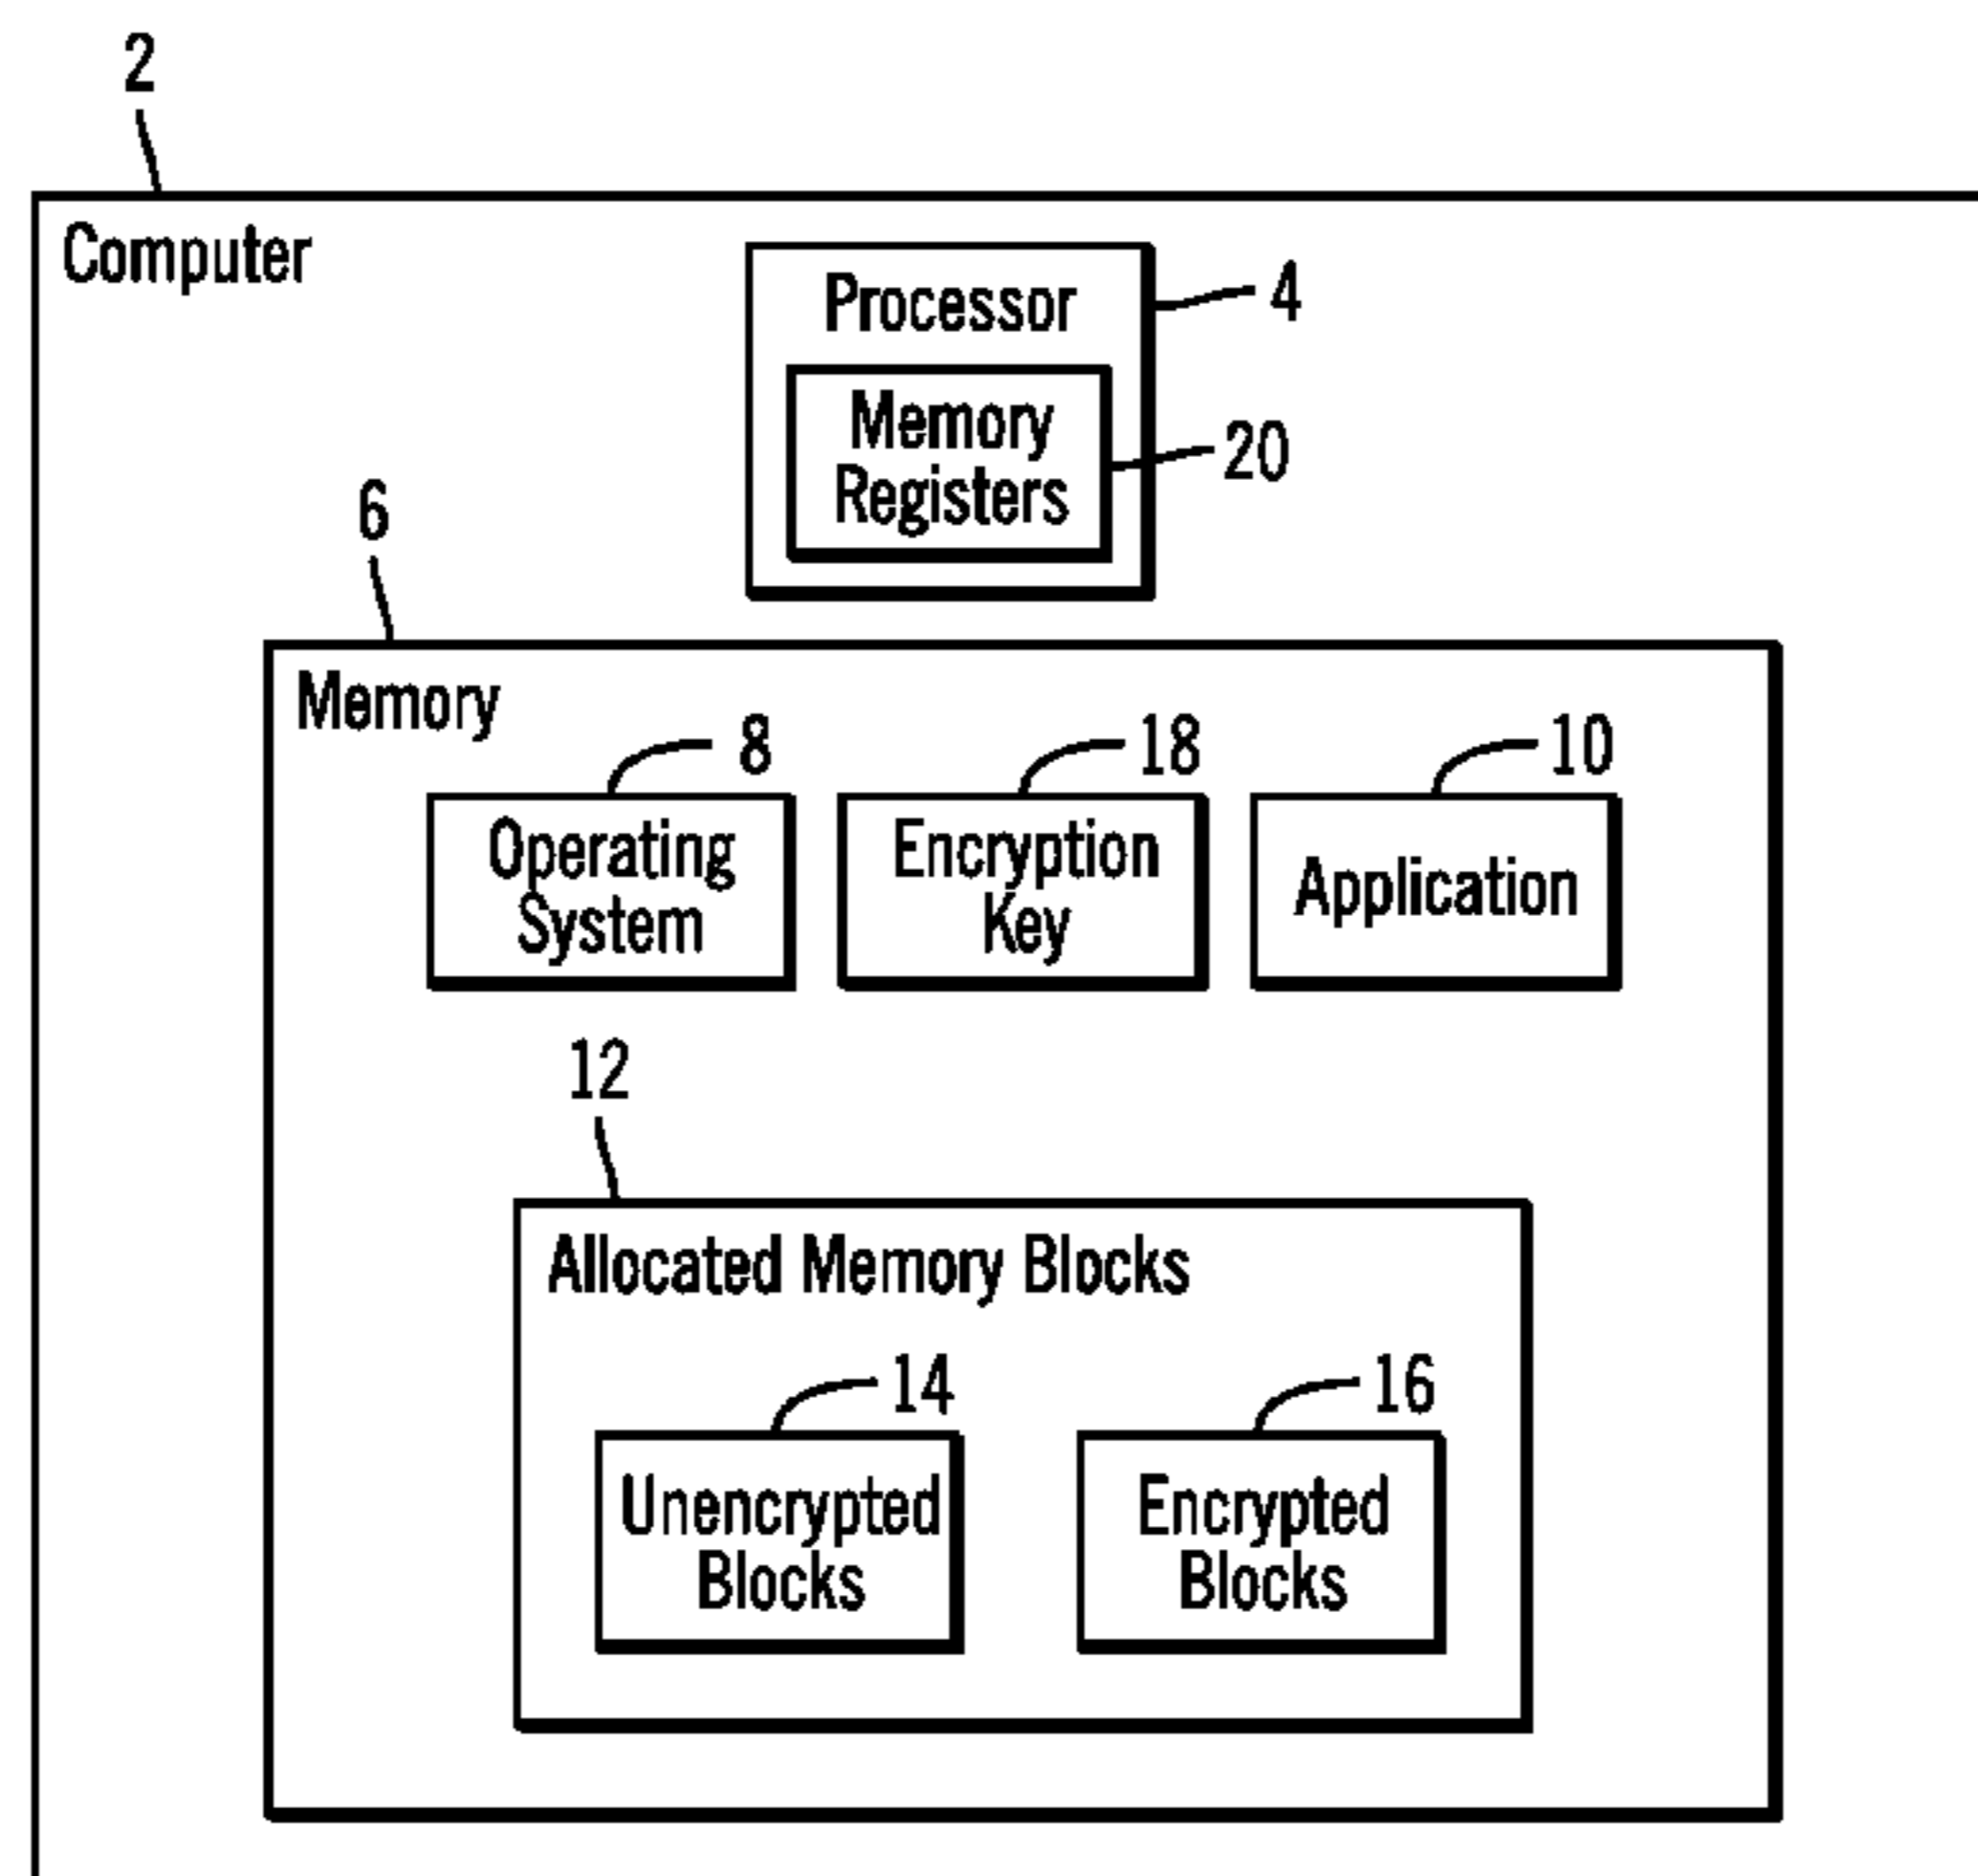 2
Computer
Processor
4
Memory
Registers
20
6
Memory
8
18
10
Operating
System
Encryption
Key
Application
12
Allocated Memory Blocks
14
16
Unencrypted
Blocks
Encrypted
Blocks